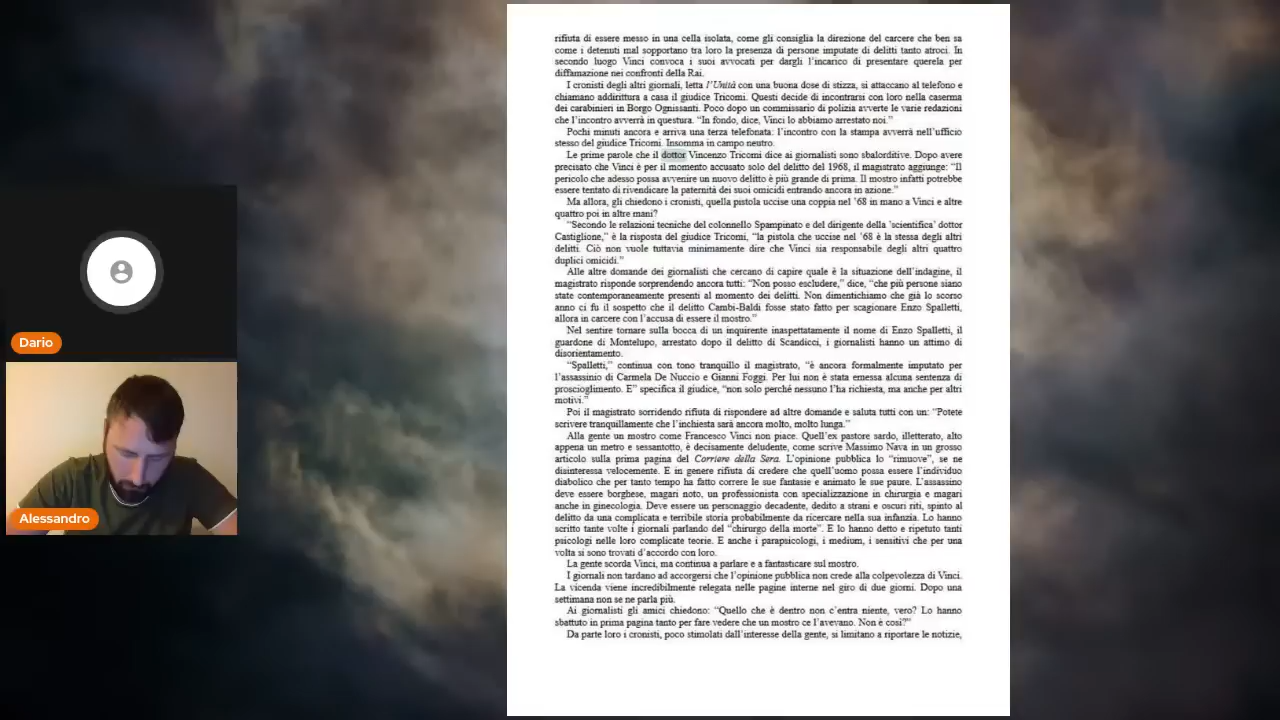 rifiuta di essere messo in una cella isolata, come gli consiglia la direzione del carcere che ben sa
come i detenuti mal sopportano tra loro la presenza di persone imputate di delitti tanto atroci. In
secondo luogo Vinci convoca i suoi avvocati per dargli l'incarico di presentare querela per
diffamazione nei confronti della Rai.
I cronisti degli altri giornali, letta l'Unità con una buona dose di stizza, si attaccano al telefono e
chiamano addirittura a casa il giudice Tricomi. Questi decide di incontrarsi con loro nella caserma
dei carabinieri in Borgo Ognissanti. Poco dopo un commissario di polizia avverte le varie redazioni
che l'incontro avverrà in questura. “In fondo, dice, Vinci lo abbiamo arrestato noi.”
Pochi minuti ancora e arriva una terza telefonata: l'incontro con la stampa avverrà nell'ufficio
stesso del giudice Tricomi. Insomma in campo neutro.
Le prime parole che il dottor Vincenzo Tricomi dice ai giornalisti sono sbalorditive. Dopo avere
precisato che Vinci è per il momento accusato solo del delitto del 1968, il magistrato aggiunge: “Il
pericolo che adesso possa avvenire un nuovo delitto è più grande di prima. Il mostro infatti potrebbe
essere tentato di rivendicare la paternità dei suoi omicidi entrando ancora in azione.”
Ma allora, gli chiedono i cronisti, quella pistola uccise una coppia nel '68 in mano a Vinci e altre
quattro poi in altre mani?
“Secondo le relazioni tecniche del colonnello Spampinato e del dirigente della 'scientifica' dottor
Castiglione,” è la risposta del giudice Tricomi, “la pistola che uccise nel '68 è la stessa degli altri
delitti. Ciò non vuole tuttavia minimamente dire che Vinci sia responsabile degli altri quattro
duplici omicidi.”
Alle altre domande dei giornalisti che cercano di capire quale è la situazione dell'indagine, il
magistrato risponde sorprendendo ancora tutti: “Non posso escludere,” dice, “che più persone siano
state contemporaneamente presenti al momento dei delitti. Non dimentichiamo che già lo scorso
anno ci fu il sospetto che il delitto Cambi-Baldi fosse stato fatto per scagionare Enzo Spalletti,
allora in carcere con l'accusa di essere il mostro.”
Nel sentire tornare sulla bocca di un inquirente inaspettatamente il nome di Enzo Spalletti, il
guardone di Montelupo, arrestato dopo il delitto di Scandicci, i giornalisti hanno un attimo di
disorientamento.
“Spalletti,” continua con tono tranquillo il magistrato, “è ancora formalmente imputato per
l'assassinio di Carmela De Nuccio e Gianni Foggi. Per lui non è stata emessa alcuna sentenza di
proscioglimento. E” specifica il giudice, “non solo perché nessuno l'ha richiesta, ma anche per altri
motivi.”
Poi il magistrato sorridendo rifiuta di rispondere ad altre domande e saluta tutti con un: “Potete
scrivere tranquillamente che l'inchiesta sarà ancora molto, molto lunga.”
Alla gente un mostro come Francesco Vinci non piace. Quell'ex pastore sardo, illetterato, alto
appena un metro e sessantotto, è decisamente deludente, come scrive Massimo Nava in un grosso
articolo sulla prima pagina del Corriere della Sera. L'opinione pubblica lo “rimuove”, se ne
disinteressa velocemente. E in genere rifiuta di credere che quell'uomo possa essere l'individuo
diabolico che per tanto tempo ha fatto correre le sue fantasie e animato le sue paure. L'assassino
deve essere borghese, magari noto, un professionista con specializzazione in chirurgia e magari
anche in ginecologia. Deve essere un personaggio decadente, dedito a strani e oscuri riti, spinto al
delitto da una complicata e terribile storia probabilmente da ricercare nella sua infanzia. Lo hanno
scritto tante volte i giornali parlando del “chirurgo della morte”. E lo hanno detto e ripetuto tanti
psicologi nelle loro complicate teorie. E anche i parapsicologi, i medium, i sensitivi che per una
volta si sono trovati d'accordo con loro.
La gente scorda Vinci, ma continua a parlare e a fantasticare sul mostro.
I giornali non tardano ad accorgersi che l'opinione pubblica non crede alla colpevolezza di Vinci.
La vicenda viene incredibilmente relegata nelle pagine interne nel giro di due giorni. Dopo una
settimana non se ne parla più.
Ai giornalisti gli amici chiedono: “Quello che è dentro non c'entra niente, vero? Lo hanno
sbattuto in prima pagina tanto per fare vedere che un mostro ce l'avevano. Non è così?”
Da parte loro i cronisti, poco stimolati dall'interesse della gente, si limitano a riportare le notizie,
Dario
Alessandro